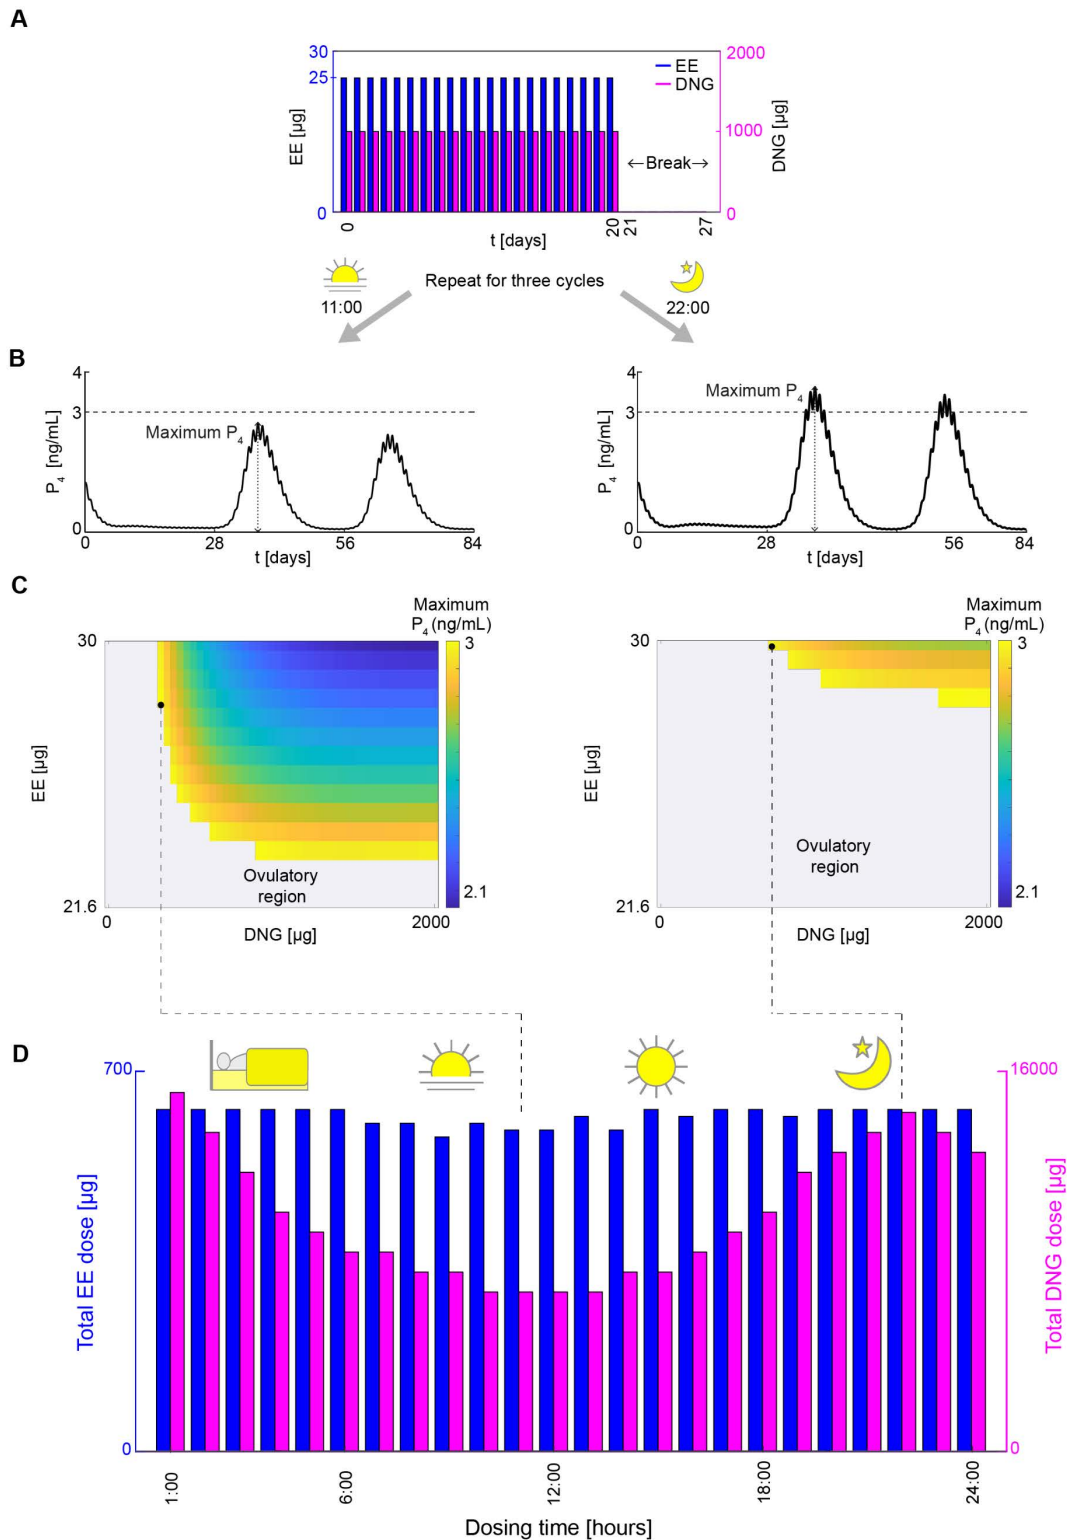 A
30
25
0
EE [µg]
EE
DNG
2000
1000
0
DNG [µg]
←Break→
0
20
21
27
t [days]
Repeat for three cycles
11:00
22:00
B
4
3
0
P4 [ng/mL]
Maximum P4
0
28
56
84
t [days]
4
3
0
P4 [ng/mL]
Maximum P4
0
28
56
84
t [days]
C
Maximum
P4 (ng/mL)
30
21.6
EE [µg]
3
2.1
Ovulatory
region
0
2000
DNG [µg]
Maximum
P4 (ng/mL)
30
21.6
EE [µg]
3
2.1
Ovulatory
region
0
2000
DNG [µg]
D
700
0
Total EE dose [µg]
16000
0
Total DNG dose [µg]
1:00
6:00
12:00
18:00
24:00
Dosing time [hours]